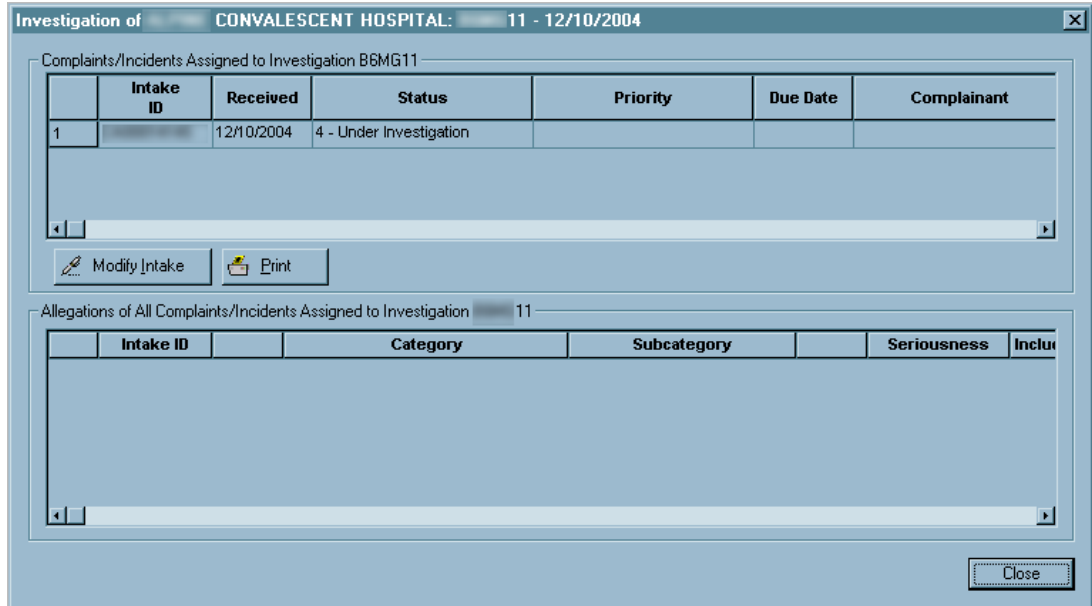 Investigation of CONVALESCENT HOSPITAL: 11 - 12/10/2004
Complaints/Incidents Assigned to Investigation B6MG11
Intake ID Received Status Priority Due Date Complainant
1 12/10/2004 4 - Under Investigation
Modify Intake Print
Allegations of All Complaints/Incidents Assigned to Investigation 11
Intake ID Category Subcategory Seriousness Inclu
Close